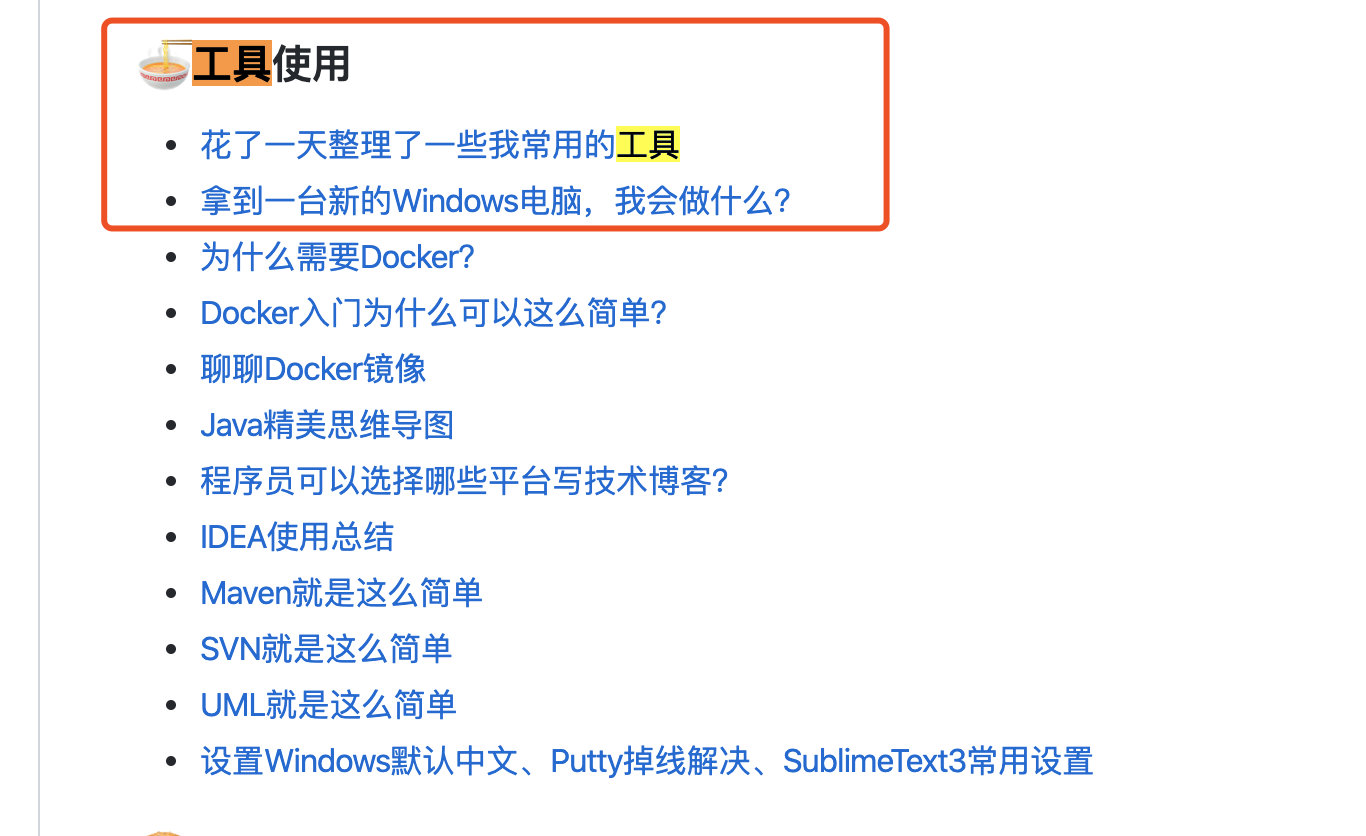 工具使用
花了一天整理了一些我常用的工具
拿到一台新的Windows电脑，我会做什么?
为什么需要Docker?
Docker入门为什么可以这么简单?
聊聊Docker镜像
Java精美思维导图
程序员可以选择哪些平台写技术博客?
IDEA使用总结
Maven就是这么简单
SVN就是这么简单
UML就是这么简单
设置Windows默认中文、Putty掉线解决、SublimeText3常用设置